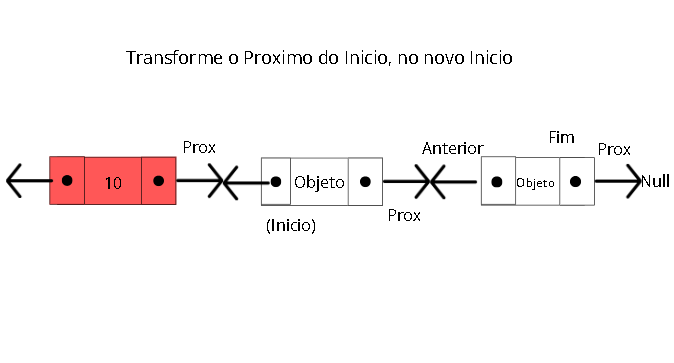 Transforme o Proximo do Inicio, no novo Inicio
Fim
Prox
Anterior
Prox
10
Objeto
Objeto
Null
Prox
(Inicio)